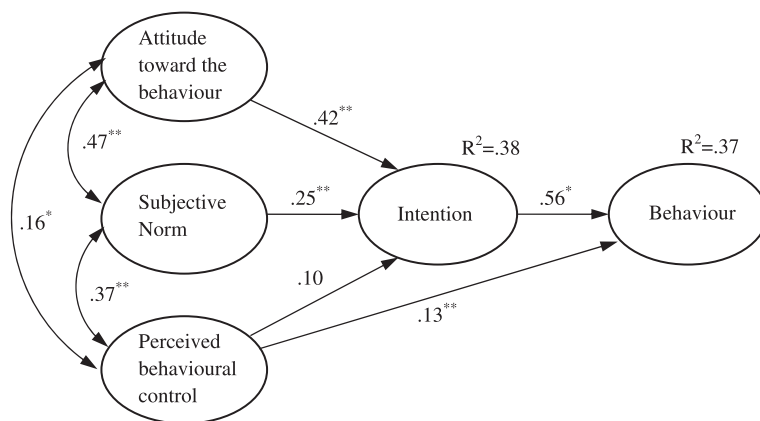 Attitude
toward the
behaviour
.42**
R²=.38
R²=.37
.47**
Subjective
Norm
.25**
Intention
.56*
Behaviour
.16*
.37**
.10
.13**
Perceived
behavioural
control